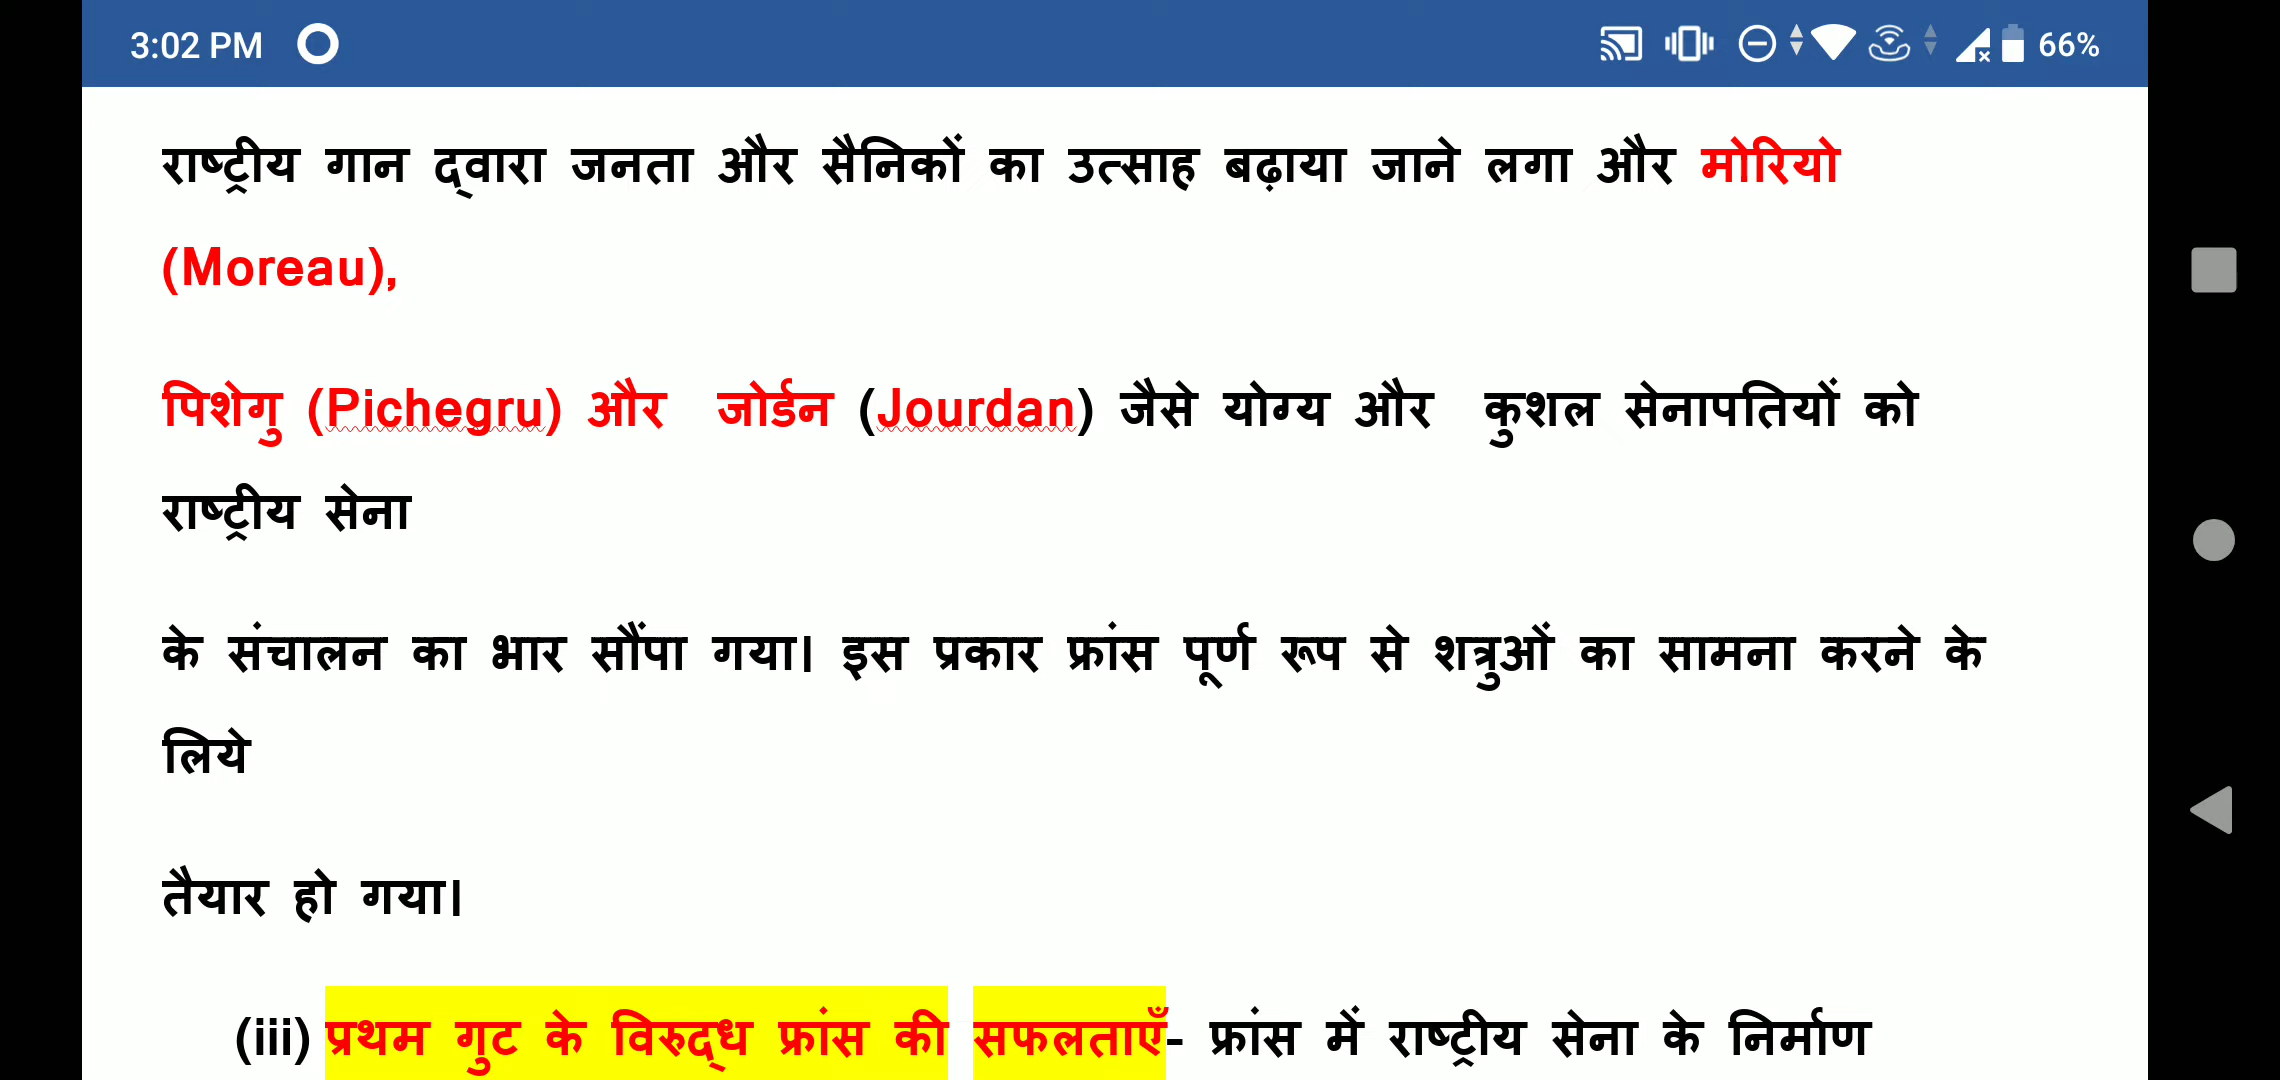 3:02 PM 66%
राष्ट्रीय गान द्वारा जनता और सैनिकों का उत्साह बढ़ाया जाने लगा और मोरियो
(Moreau),
पिशेगु (Pichegru) और जोर्डन (Jourdan) जैसे योग्य और कुशल सेनापतियों को
राष्ट्रीय सेना
के संचालन का भार सौंपा गया। इस प्रकार फ्रांस पूर्ण रूप से शत्रुओं का सामना करने के
लिये
तैयार हो गया।
(iii) प्रथम गुट के विरुद्ध फ्रांस की सफलताएँ- फ्रांस में राष्ट्रीय सेना के निर्माण